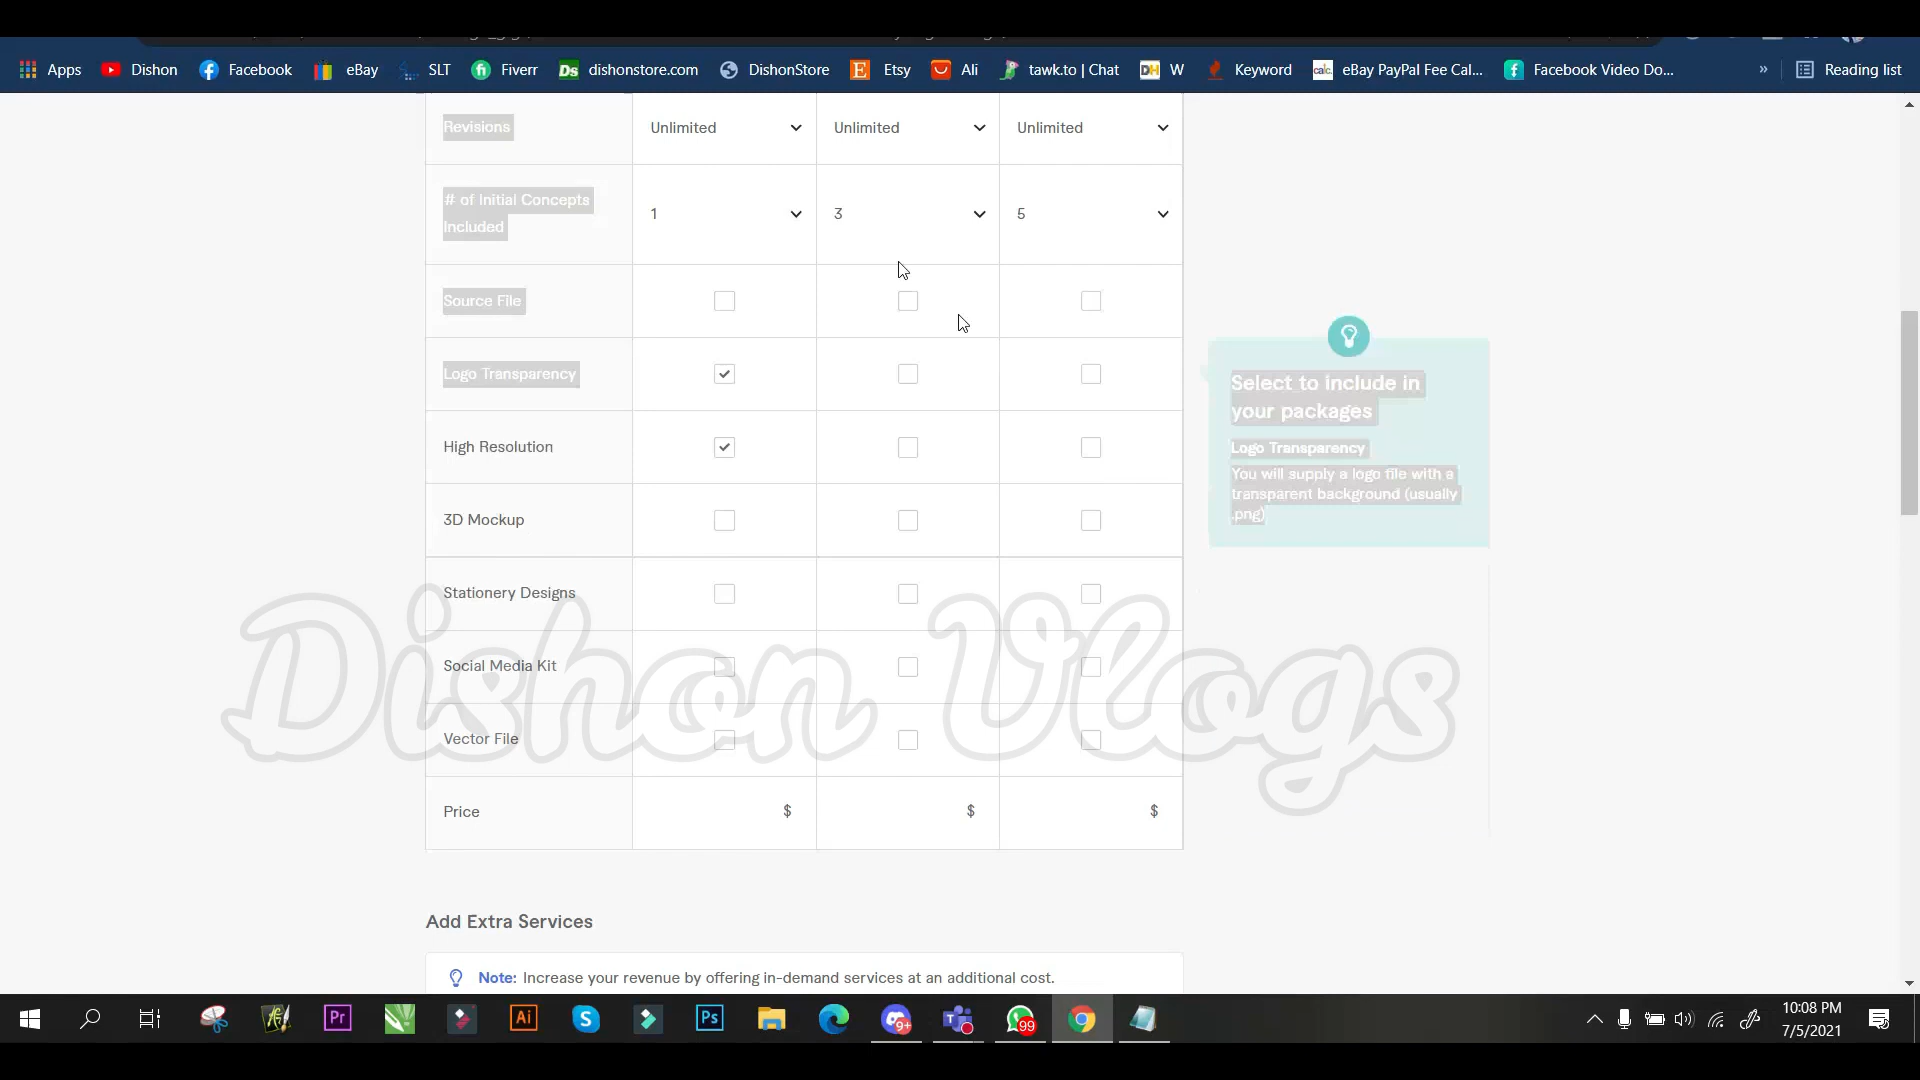 Apps Dishon Facebook eBay SLT Fiverr dishonstore.com DishonStore Etsy Ali tawk.to | Chat W Keyword eBay PayPal Fee Cal... Facebook Video Do... » Reading list
Revisions Unlimited Unlimited Unlimited
# of Initial Concepts
Included
1 3 5
Source File
Logo Transparency
High Resolution
3D Mockup
Stationery Designs
Social Media Kit
Vector File
Price $ $ $
Select to include in
your packages
Logo Transparency
You will supply a logo file with a
transparent background (usually
.png)
Dishon Vlogs
Add Extra Services
Note: Increase your revenue by offering in-demand services at an additional cost.
10:08 PM
7/5/2021